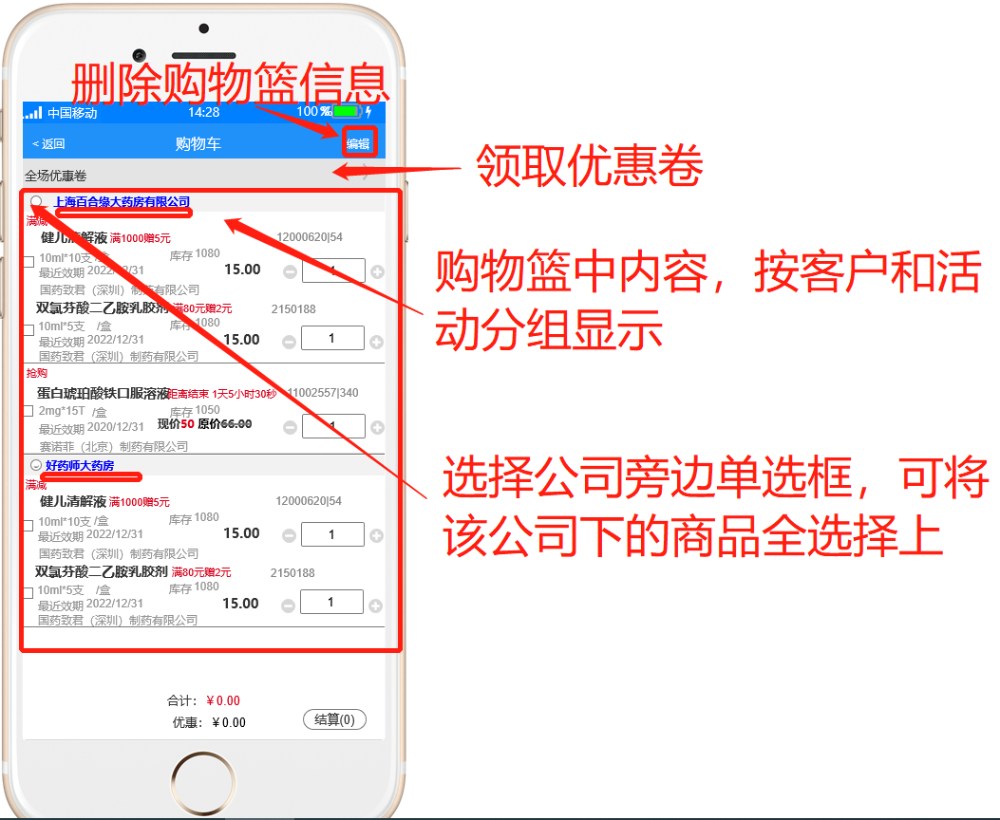 删除购物篮信息
中国移动 14:28 100%
<返回 购物车 编辑
全场优惠卷
领取优惠卷
上海百合缘大药房有限公司
满减
健儿清解液 满1000赠5元 12000620|54
10ml*10支 /盒 库存 1080
最近效期 2022/12/31 15.00 1
国药致君（深圳）制药有限公司
双氯芬酸二乙胺乳胶剂 满80元赠2元 2150188
10ml*5支 /盒 库存 1080
最近效期 2022/12/31 15.00 1
国药致君（深圳）制药有限公司
购物篮中内容，按客户和活
动分组显示
抢购
蛋白琥珀酸铁口服溶液 距离结束 1天5小时30秒 11002557|340
2mg*15T /盒 库存 1050
最近效期 2020/12/31 现价50 原价66.00 1
赛诺菲（北京）制药有限公司
选择公司旁边单选框，可将
该公司下的商品全选择上
好药师大药房
满减
健儿清解液 满1000赠5元 12000620|54
10ml*10支 /盒 库存 1080
最近效期 2022/12/31 15.00 1
国药致君（深圳）制药有限公司
双氯芬酸二乙胺乳胶剂 满80元赠2元 2150188
10ml*5支 /盒 库存 1080
最近效期 2022/12/31 15.00 1
国药致君（深圳）制药有限公司
合计：￥0.00
优惠：￥0.00 结算(0)